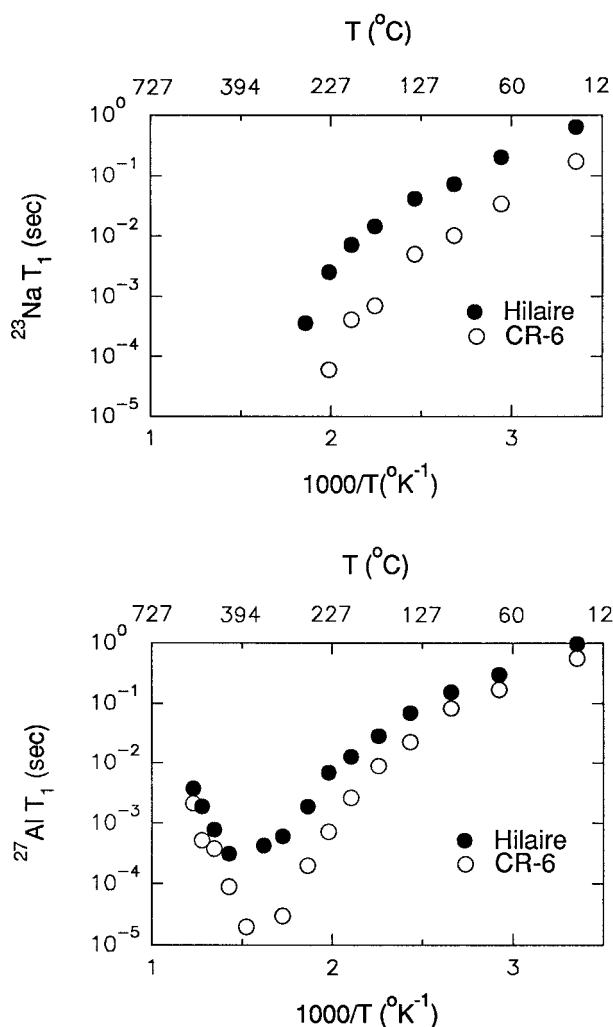 T (°C)
727 394 227 127 60 12
10⁰
10⁻¹
10⁻²
10⁻³
10⁻⁴
10⁻⁵
²³Na T₁ (sec)
Hilaire
CR-6
1 2 3
1000/T(°K⁻¹)
T (°C)
727 394 227 127 60 12
10⁰
10⁻¹
10⁻²
10⁻³
10⁻⁴
10⁻⁵
²⁷Al T₁ (sec)
Hilaire
CR-6
1 2 3
1000/T(°K⁻¹)